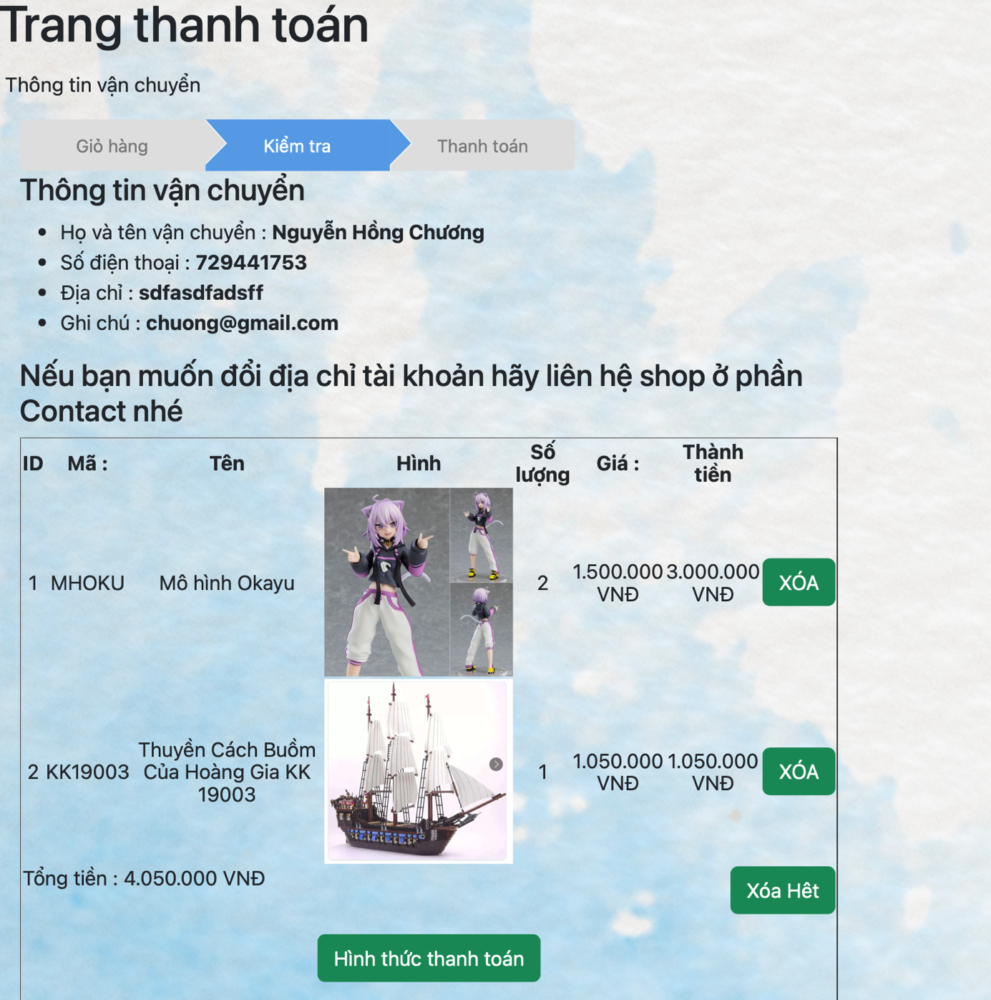 Trang thanh toán
Thông tin vận chuyển
Giỏ hàng
Kiểm tra
Thanh toán
Thông tin vận chuyển
Họ và tên vận chuyển : Nguyễn Hồng Chương
Số điện thoại : 729441753
Địa chỉ : sdfasdfadsff
Ghi chú : chuong@gmail.com
Nếu bạn muốn đổi địa chỉ tài khoản hãy liên hệ shop ở phần
Contact nhé
ID Mã : Tên Hình Số lượng Giá : Thành tiền
1 MHOKU Mô hình Okayu 2 1.500.000 VNĐ 3.000.000 VNĐ XÓA
2 KK19003 Thuyền Cách Buồm Của Hoàng Gia KK 19003 1 1.050.000 VNĐ 1.050.000 VNĐ XÓA
Tổng tiền : 4.050.000 VNĐ
Xóa Hêt
Hình thức thanh toán